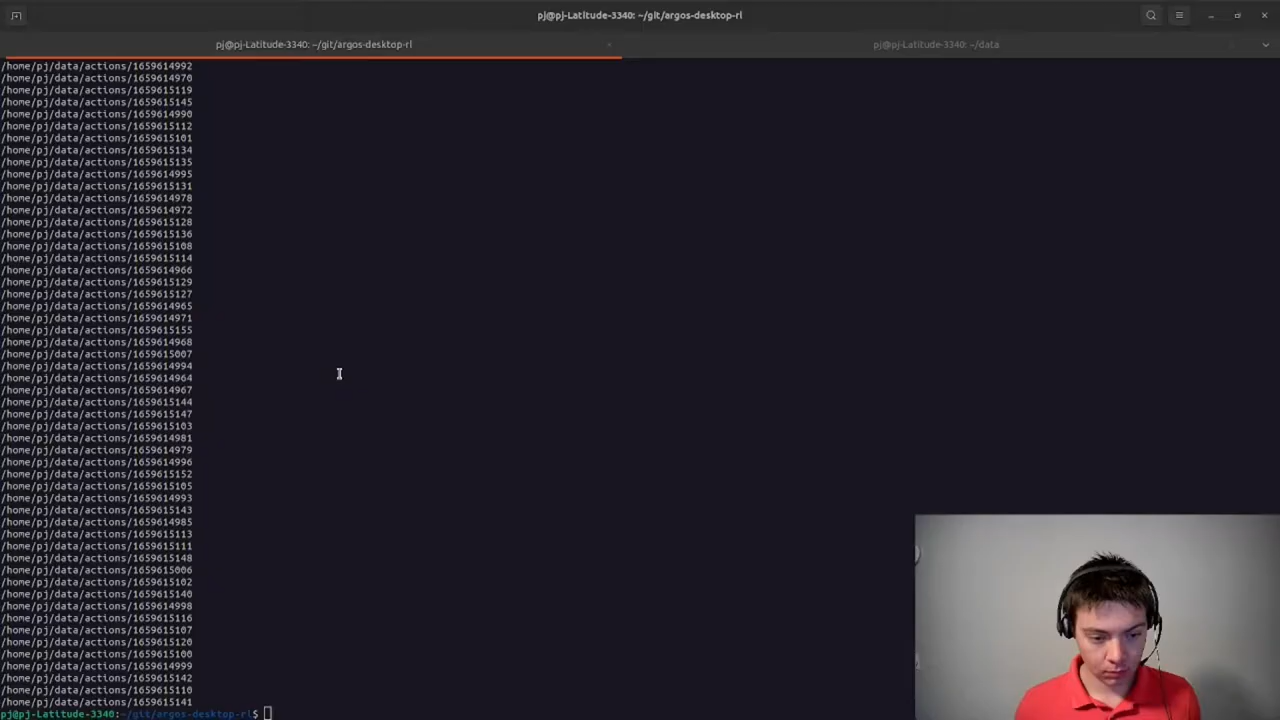 pj@pj-Latitude-3340: ~/git/argos-desktop-rl
pj@pj-Latitude-3340: ~/git/argos-desktop-rl
pj@pj-Latitude-3340: ~/data
/home/pj/data/actions/1659614992
/home/pj/data/actions/1659614970
/home/pj/data/actions/1659615119
/home/pj/data/actions/1659615145
/home/pj/data/actions/1659614990
/home/pj/data/actions/1659615112
/home/pj/data/actions/1659615101
/home/pj/data/actions/1659615134
/home/pj/data/actions/1659615135
/home/pj/data/actions/1659614995
/home/pj/data/actions/1659615131
/home/pj/data/actions/1659614978
/home/pj/data/actions/1659614972
/home/pj/data/actions/1659615128
/home/pj/data/actions/1659615136
/home/pj/data/actions/1659615108
/home/pj/data/actions/1659615114
/home/pj/data/actions/1659614966
/home/pj/data/actions/1659615129
/home/pj/data/actions/1659615127
/home/pj/data/actions/1659614965
/home/pj/data/actions/1659614971
/home/pj/data/actions/1659615155
/home/pj/data/actions/1659614968
/home/pj/data/actions/1659615007
/home/pj/data/actions/1659614994
/home/pj/data/actions/1659614964
/home/pj/data/actions/1659614967
/home/pj/data/actions/1659615144
/home/pj/data/actions/1659615147
/home/pj/data/actions/1659615103
/home/pj/data/actions/1659614981
/home/pj/data/actions/1659614979
/home/pj/data/actions/1659614996
/home/pj/data/actions/1659615152
/home/pj/data/actions/1659615105
/home/pj/data/actions/1659614993
/home/pj/data/actions/1659615143
/home/pj/data/actions/1659614985
/home/pj/data/actions/1659615113
/home/pj/data/actions/1659615111
/home/pj/data/actions/1659615148
/home/pj/data/actions/1659615006
/home/pj/data/actions/1659615102
/home/pj/data/actions/1659615140
/home/pj/data/actions/1659614998
/home/pj/data/actions/1659615116
/home/pj/data/actions/1659615107
/home/pj/data/actions/1659615120
/home/pj/data/actions/1659615100
/home/pj/data/actions/1659614999
/home/pj/data/actions/1659615142
/home/pj/data/actions/1659615110
/home/pj/data/actions/1659615141
pj@pj-Latitude-3340:~/git/argos-desktop-rl$